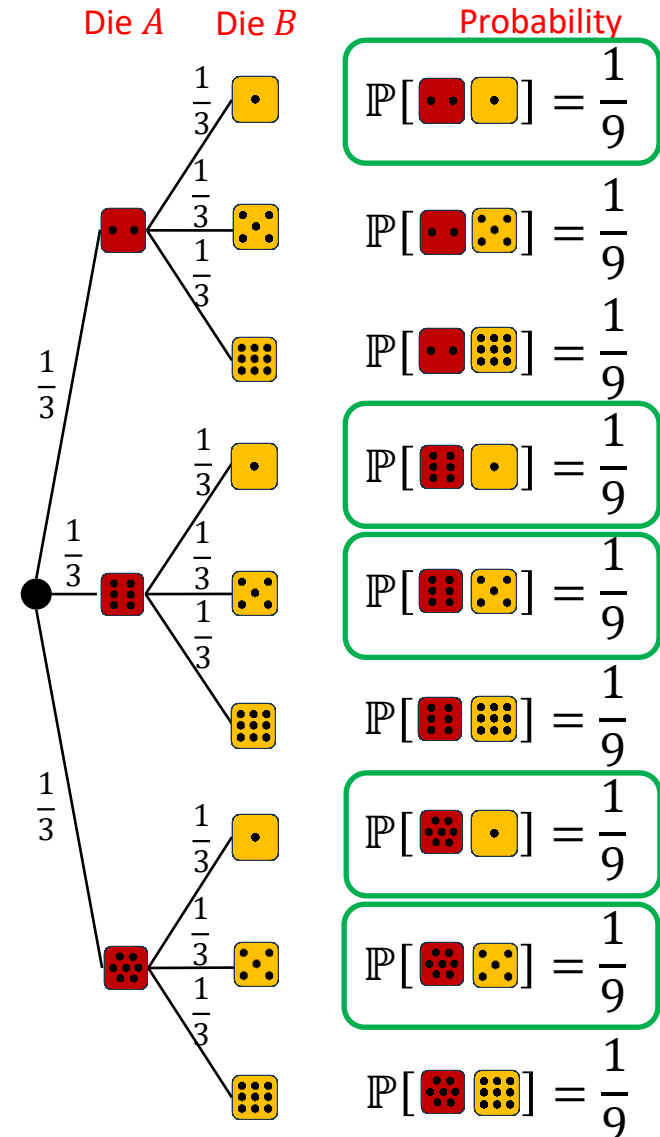 Die A Die B Probability
1/3
ℙ[ ] = 1/9
1/3
ℙ[ ] = 1/9
1/3
ℙ[ ] = 1/9
1/3
1/3
ℙ[ ] = 1/9
1/3
1/3
ℙ[ ] = 1/9
1/3
ℙ[ ] = 1/9
1/3
1/3
ℙ[ ] = 1/9
1/3
ℙ[ ] = 1/9
1/3
ℙ[ ] = 1/9